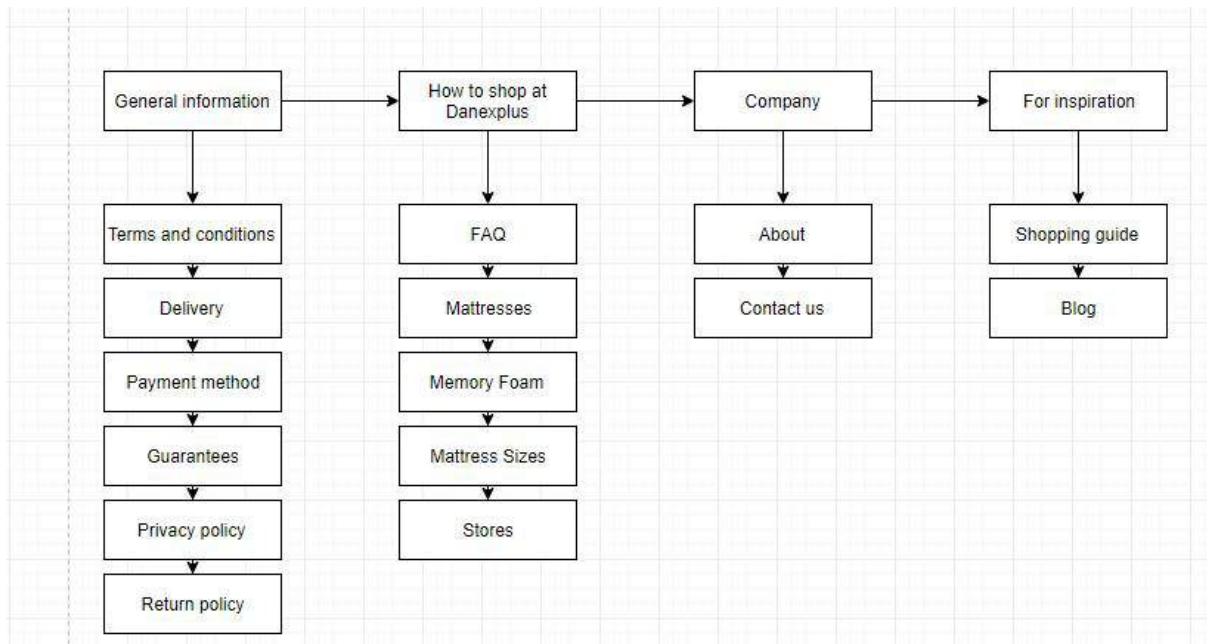 General information
How to shop at
Danexplus
Company
For inspiration
Terms and conditions
FAQ
About
Shopping guide
Delivery
Mattresses
Contact us
Blog
Payment method
Memory Foam
Guarantees
Mattress Sizes
Privacy policy
Stores
Return policy